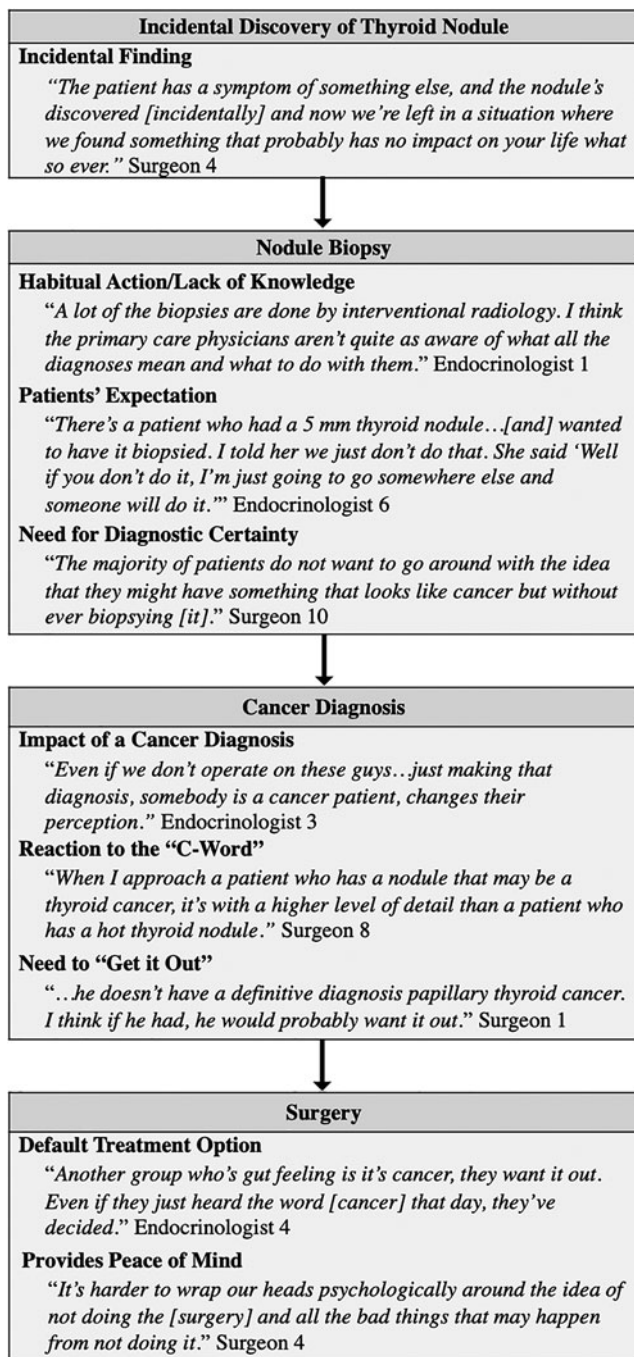 Incidental Discovery of Thyroid Nodule
Incidental Finding
“The patient has a symptom of something else, and the nodule’s
discovered [incidentally] and now we’re left in a situation where
we found something that probably has no impact on your life what
so ever.” Surgeon 4
Nodule Biopsy
Habitual Action/Lack of Knowledge
“A lot of the biopsies are done by interventional radiology. I think
the primary care physicians aren’t quite as aware of what all the
diagnoses mean and what to do with them.” Endocrinologist 1
Patients’ Expectation
“There’s a patient who had a 5 mm thyroid nodule…[and] wanted
to have it biopsied. I told her we just don’t do that. She said ‘Well
if you don’t do it, I’m just going to go somewhere else and
someone will do it.’” Endocrinologist 6
Need for Diagnostic Certainty
“The majority of patients do not want to go around with the idea
that they might have something that looks like cancer but without
ever biopsying [it].” Surgeon 10
Cancer Diagnosis
Impact of a Cancer Diagnosis
“Even if we don’t operate on these guys…just making that
diagnosis, somebody is a cancer patient, changes their
perception.” Endocrinologist 3
Reaction to the “C-Word”
“When I approach a patient who has a nodule that may be a
thyroid cancer, it’s with a higher level of detail than a patient who
has a hot thyroid nodule.” Surgeon 8
Need to “Get it Out”
“…he doesn’t have a definitive diagnosis papillary thyroid cancer.
I think if he had, he would probably want it out.” Surgeon 1
Surgery
Default Treatment Option
“Another group who’s gut feeling is it’s cancer, they want it out.
Even if they just heard the word [cancer] that day, they’ve
decided.” Endocrinologist 4
Provides Peace of Mind
“It’s harder to wrap our heads psychologically around the idea of
not doing the [surgery] and all the bad things that may happen
from not doing it.” Surgeon 4